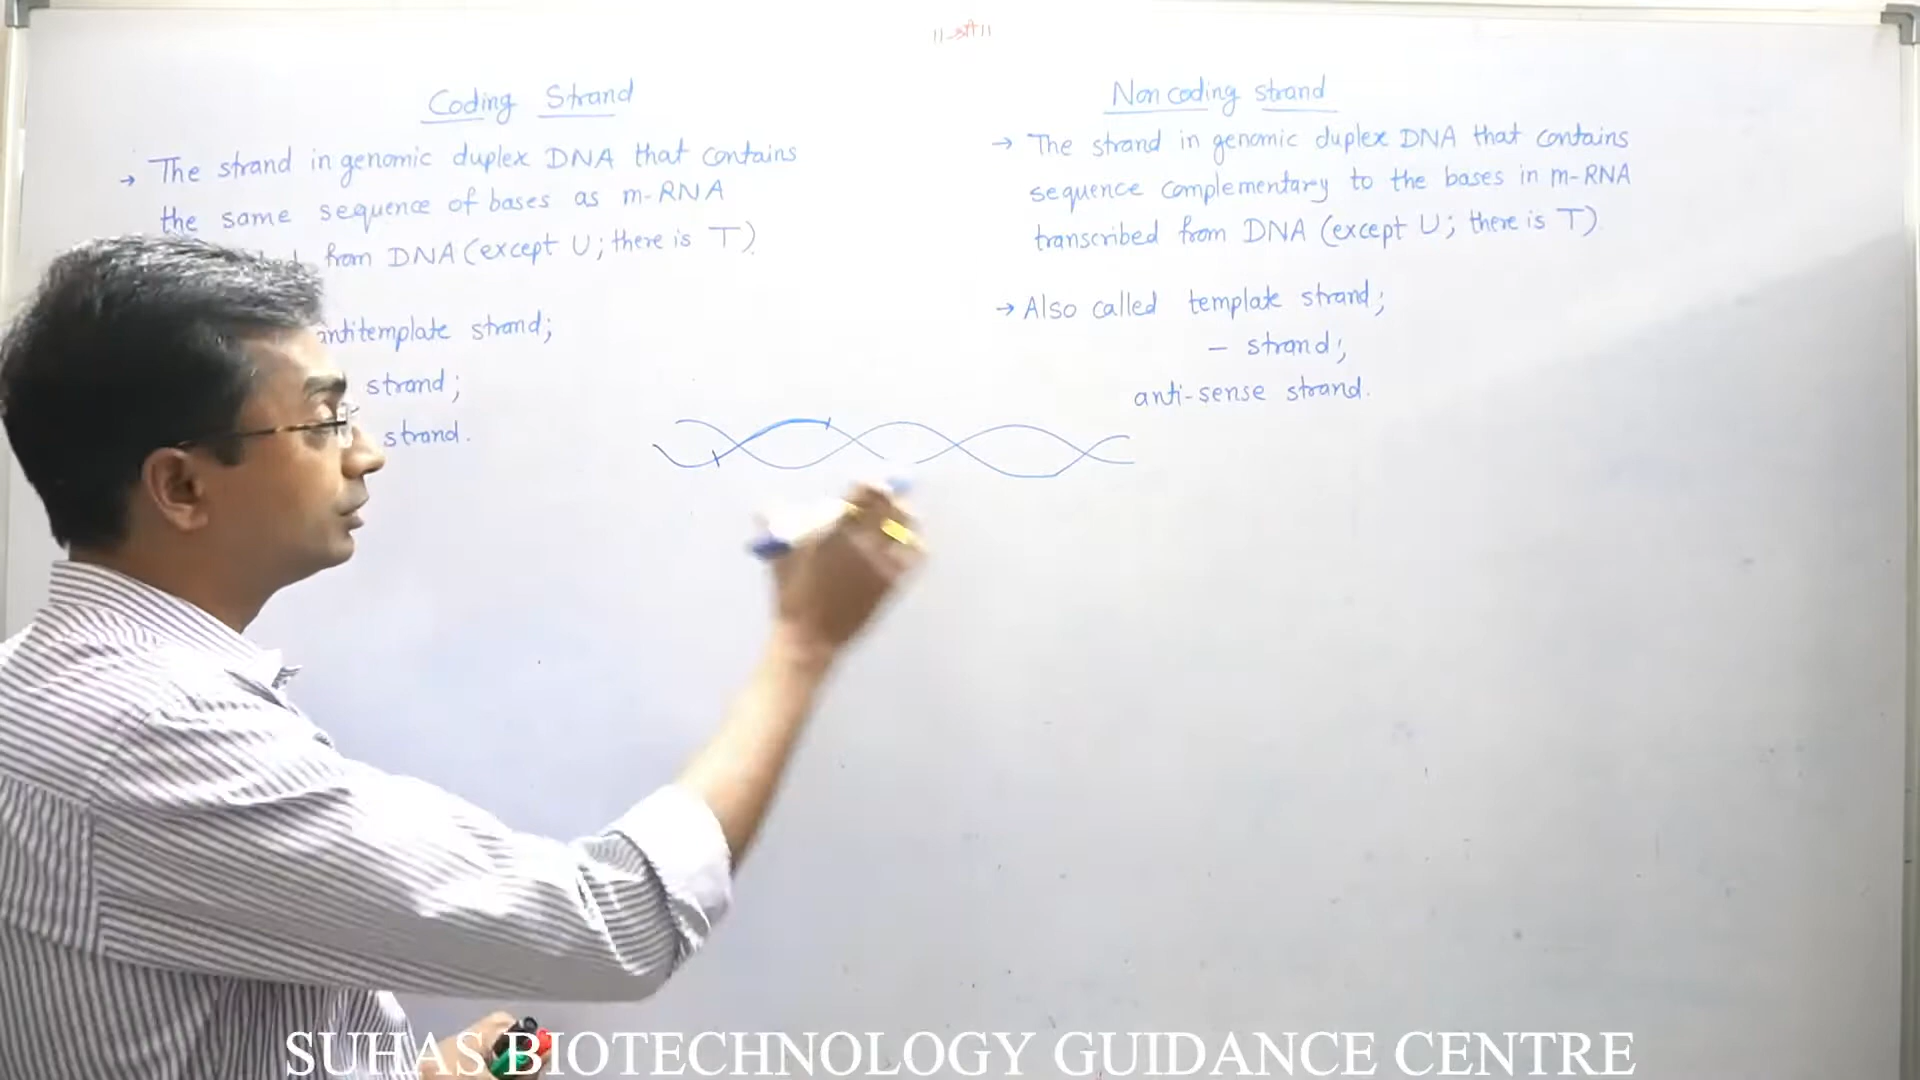 ॥श्री॥
Coding Strand
→ The strand in genomic duplex DNA that contains
the same sequence of bases as m-RNA
from DNA (except U; there is T).
antitemplate strand;
strand;
strand.
Non coding strand
→ The strand in genomic duplex DNA that contains
sequence complementary to the bases in m-RNA
transcribed from DNA (except U; there is T).
→ Also called template strand;
− strand;
anti-sense strand.
SUHAS BIOTECHNOLOGY GUIDANCE CENTRE